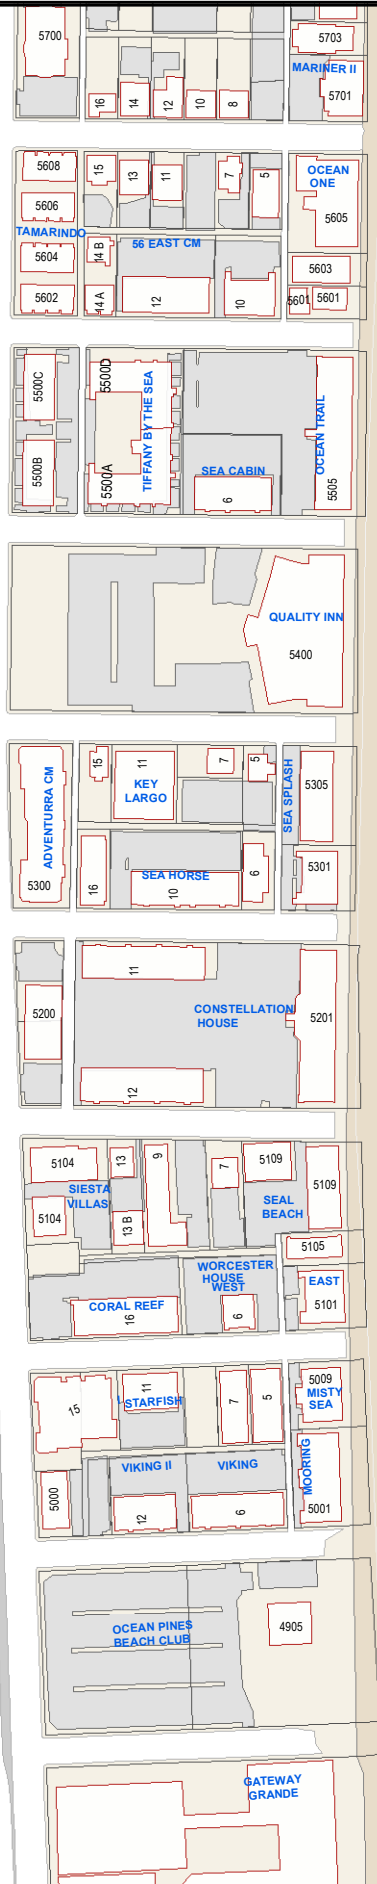 5700
5703
MARINER II
5701
16
14
12
10
8
5608
15
13
11
7
5
OCEAN
ONE
5606
5605
TAMARINDO
14 B
56 EAST CM
5604
5603
5602
14 A
12
10
5601
5601
5500C
5500D
TIFFANY BY THE SEA
OCEAN TRAIL
5500B
5500A
SEA CABIN
6
5505
QUALITY INN
5400
ADVENTURRA CM
15
11
7
5
SEA SPLASH
5305
KEY
LARGO
5300
16
SEA HORSE
10
6
5301
11
5200
CONSTELLATION
HOUSE
5201
12
5104
13
9
7
5109
5109
SIESTA
VILLAS
SEAL
BEACH
5104
13 B
5105
WORCESTER
HOUSE
WEST
EAST
CORAL REEF
16
6
5101
15
11
STARFISH
7
5
5009
MISTY
SEA
VIKING II
VIKING
MOORING
5000
12
6
5001
OCEAN PINES
BEACH CLUB
4905
GATEWAY
GRANDE